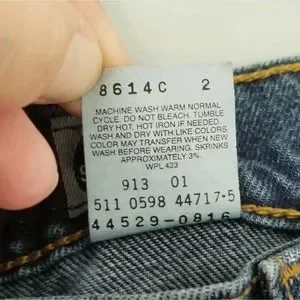 8614C 2
MACHINE WASH WARM NORMAL
CYCLE. DO NOT BLEACH. TUMBLE
DRY HOT. HOT IRON IF NEEDED.
WASH AND DRY WITH LIKE COLORS
COLOR MAY TRANSFER WHEN NEW
WASH BEFORE WEARING. SKRINKS
APPROXIMATELY 3%.
WPL 423
913 01
511 0598 44717-5
44529-0816